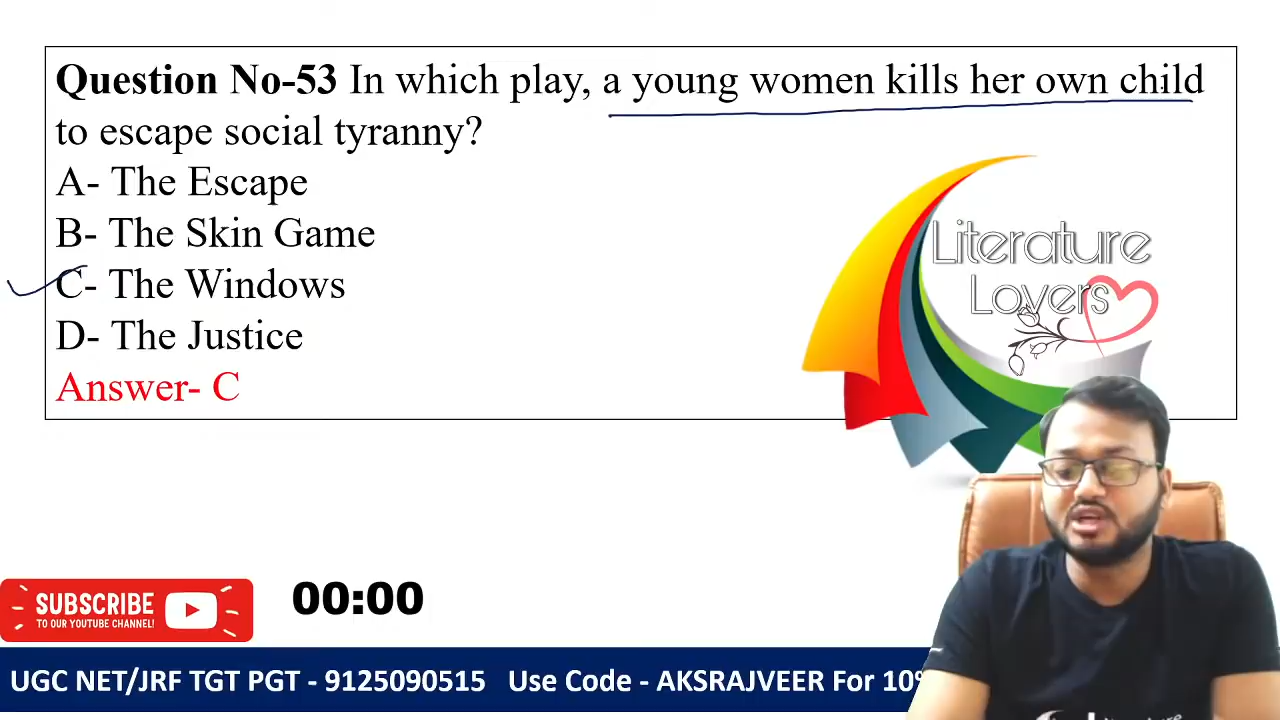 Question No-53 In which play, a young women kills her own child
to escape social tyranny?
A- The Escape
B- The Skin Game
C- The Windows
D- The Justice
Answer- C
Literature
Lovers
SUBSCRIBE
TO OUR YOUTUBE CHANNEL!
00:00
UGC NET/JRF TGT PGT - 9125090515 Use Code - AKSRAJVEER For 10%